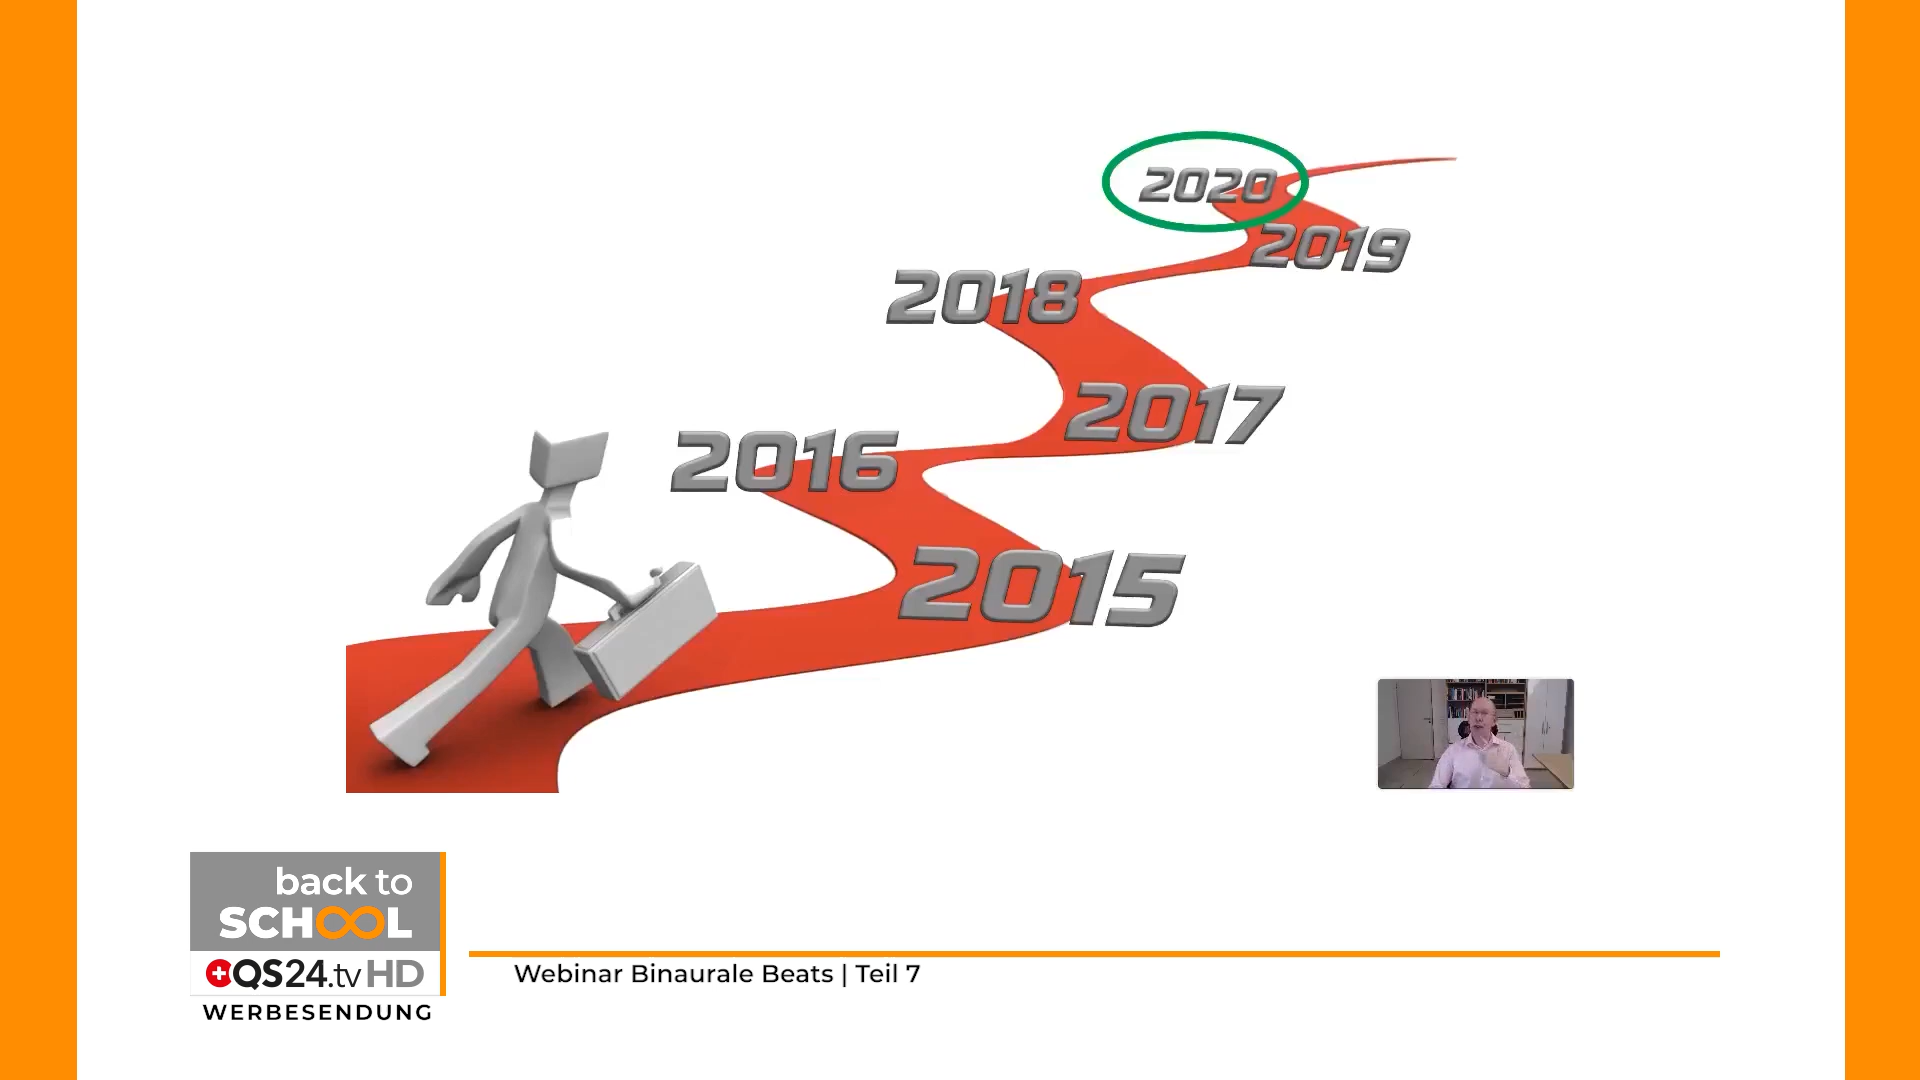 2020
2019
2018
2017
2016
2015
back to
SCHOOL
QS24.tv HD
WERBESENDUNG
Webinar Binaurale Beats | Teil 7